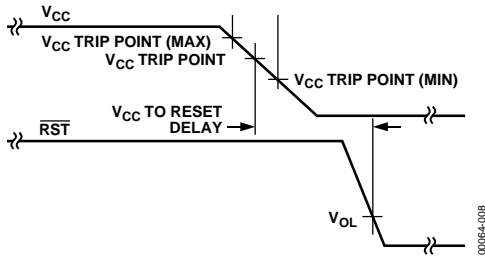 VCC
VCC TRIP POINT (MAX)
VCC TRIP POINT
VCC TRIP POINT (MIN)
VCC TO RESET
DELAY
RST
VOL
00064-008